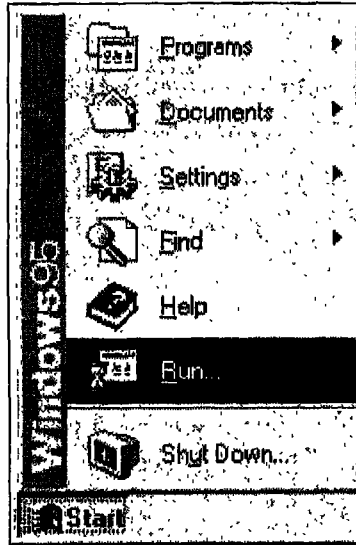 Programs
Documents
Settings
Find
Help
Run...
Shut Down...
Windows95
Start